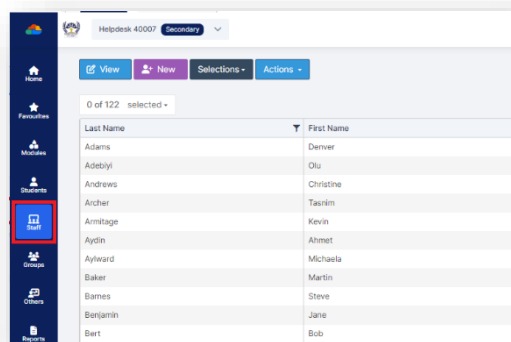 Helpdesk 40007 Secondary
View New Selections Actions
0 of 122 selected
Last Name First Name
Adams Denver
Adebiyi Olu
Andrews Christine
Archer Tasnim
Armitage Kevin
Aydin Ahmet
Aylward Michaela
Baker Martin
Barnes Steve
Benjamin Jane
Bert Bob
Home
Favourites
Modules
Students
Staff
Groups
Others
Reports